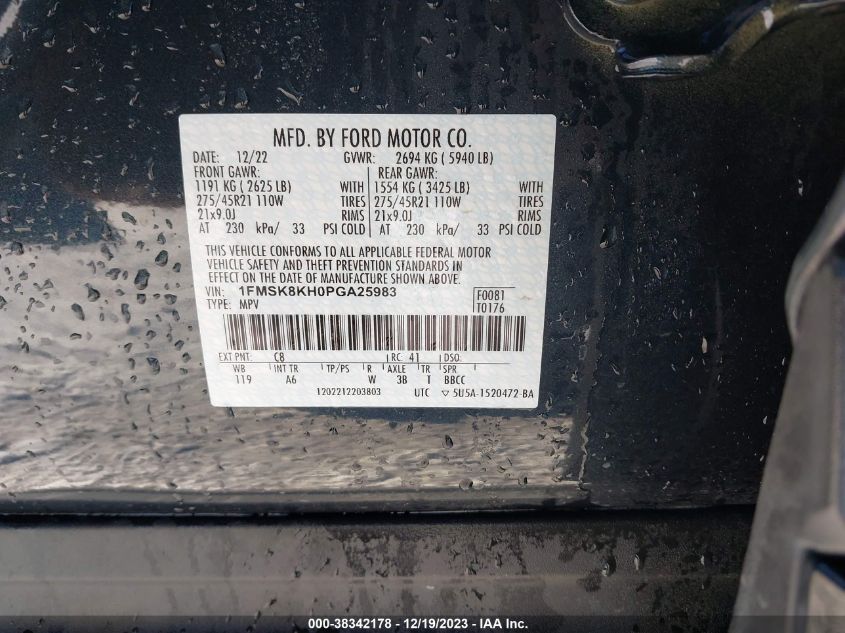 MFD. BY FORD MOTOR CO.
DATE: 12/22 GVWR: 2694 KG ( 5940 LB)
FRONT GAWR: REAR GAWR:
1191 KG ( 2625 LB) WITH 1554 KG ( 3425 LB) WITH
275/45R21 110W TIRES 275/45R21 110W TIRES
21x9.0J RIMS 21x9.0J RIMS
AT 230 kPa/ 33 PSI COLD AT 230 kPa/ 33 PSI COLD
THIS VEHICLE CONFORMS TO ALL APPLICABLE FEDERAL MOTOR
VEHICLE SAFETY AND THEFT PREVENTION STANDARDS IN
EFFECT ON THE DATE OF MANUFACTURE SHOWN ABOVE.
VIN: 1FMSK8KH0PGA25983 F0081
TYPE: MPV T0176
EXT PNT: C8 RC: 41 DSO:
WB INT TR TP/PS R AXLE TR SPR
119 A6 W 3B T BBCC
1202212203803 UTC ▽ 5U5A-1520472-BA
000-38342178 - 12/19/2023 - © IAA Inc.